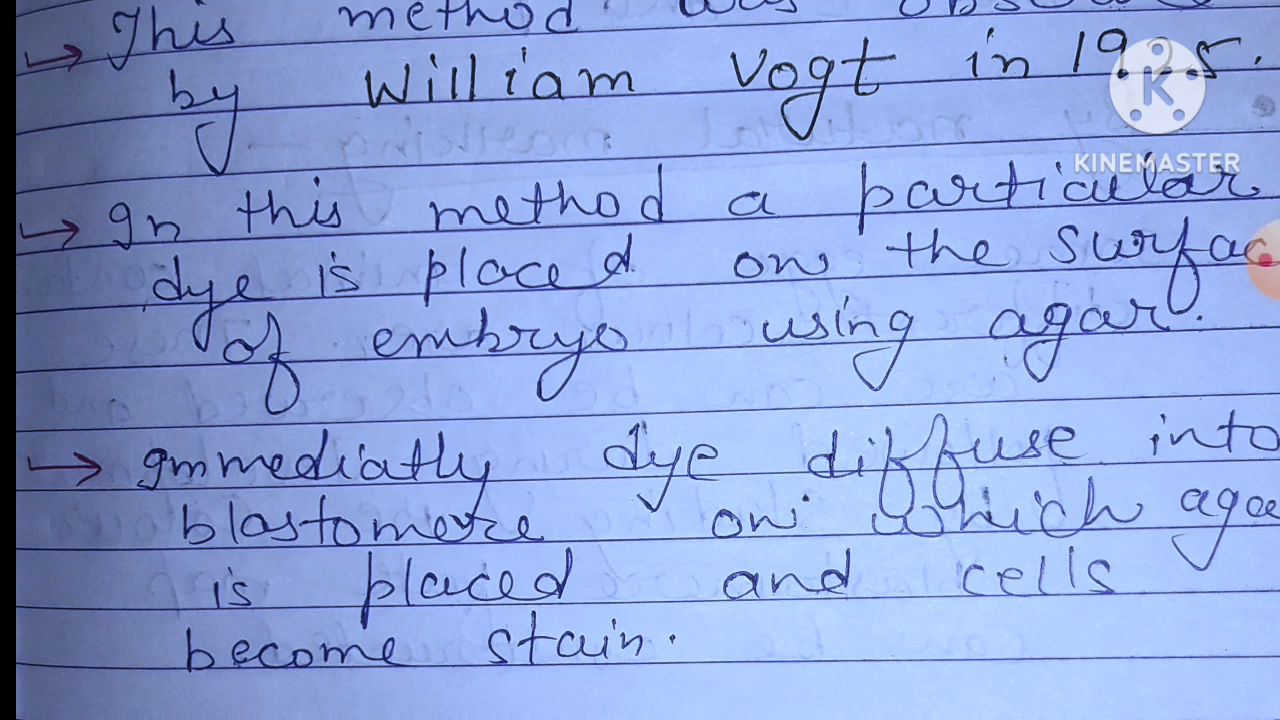 → This method was
by William Vogt in 1925.
KINEMASTER
→ In this method a particular
dye is placed on the surfac
of embryo using agar.
→ Immediatly dye diffuse into
blastomere on which agar
is placed and cells
become stain.